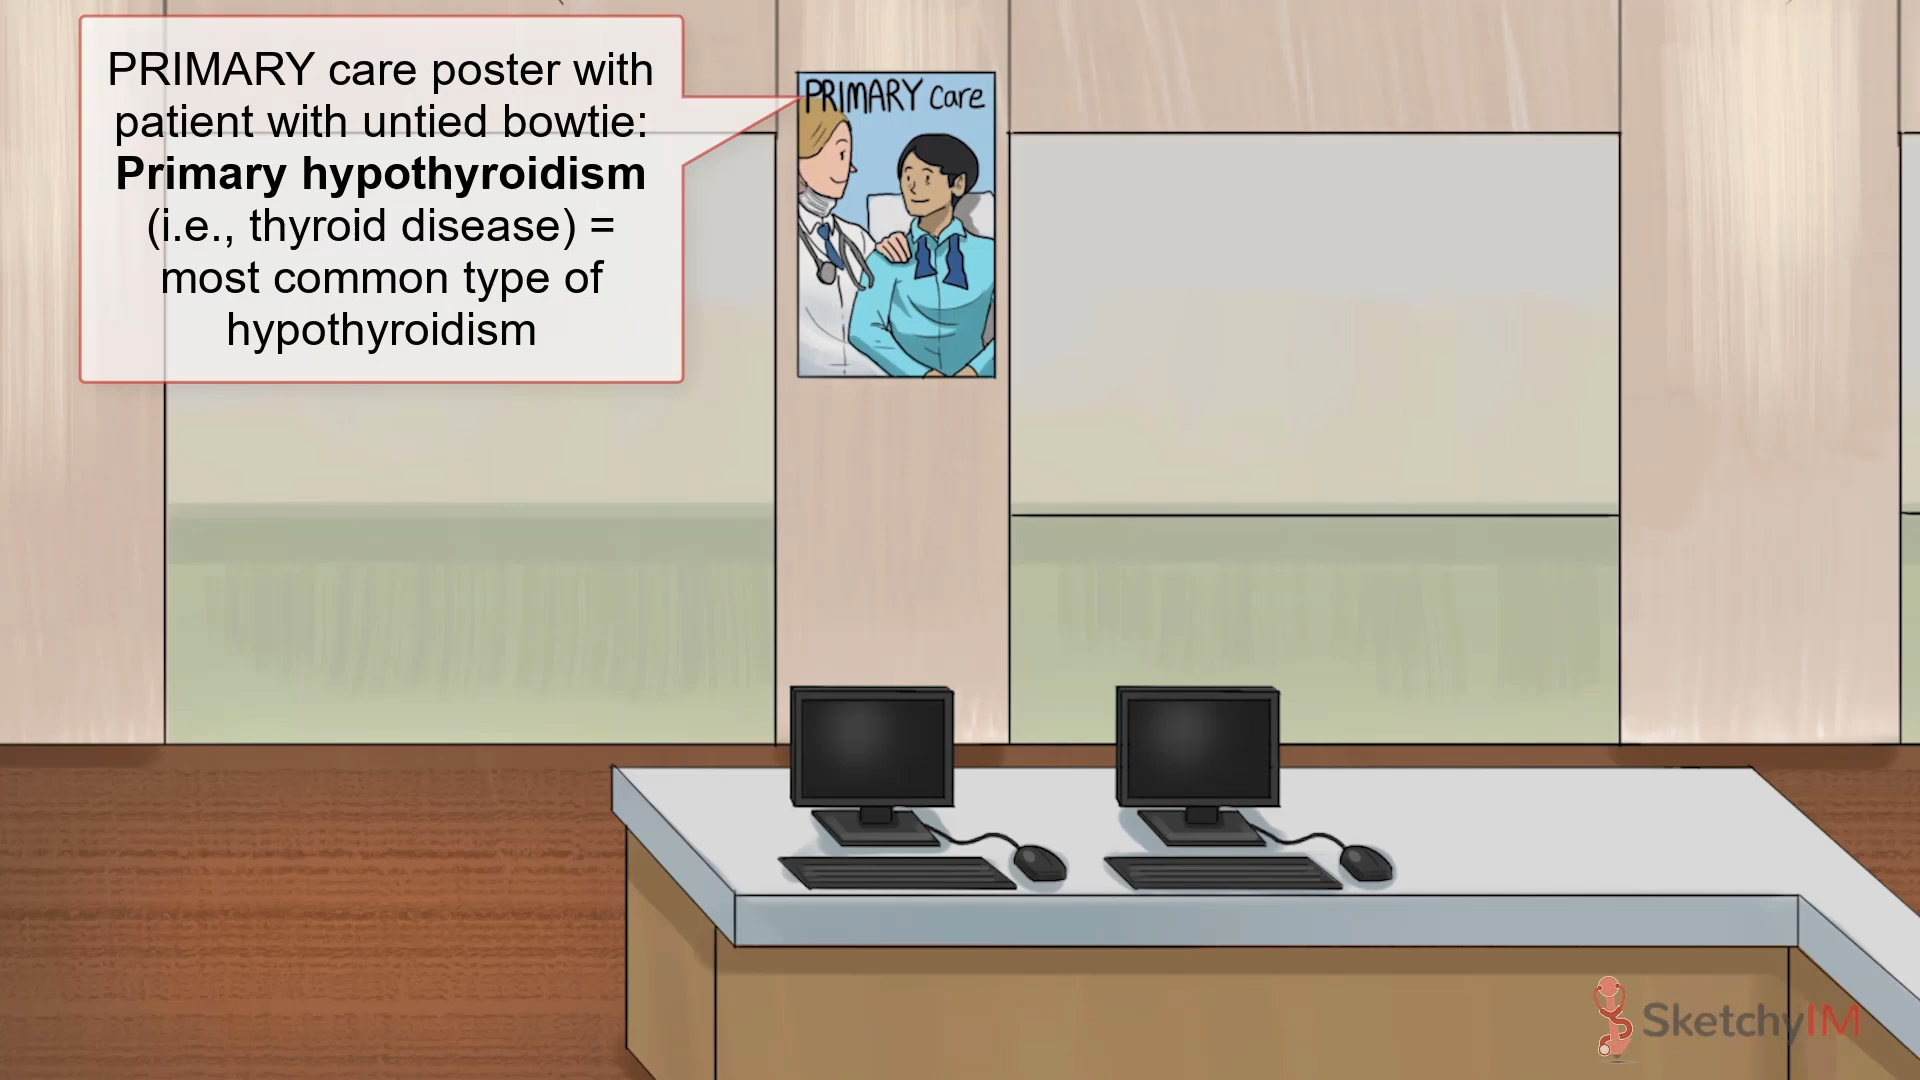 PRIMARY care poster with
patient with untied bowtie:
Primary hypothyroidism
(i.e., thyroid disease) =
most common type of
hypothyroidism
PRIMARY care
SketchyIM